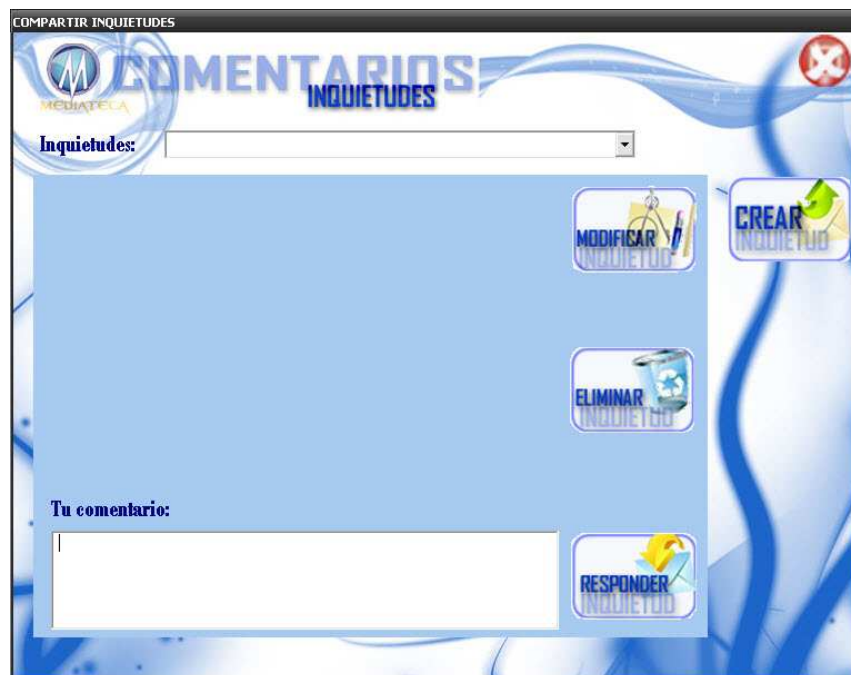 COMPARTIR INQUIETUDES
COMENTARIOS
INQUIETUDES
MEDIATECA
Inquietudes:
MODIFICAR
INQUIETUD
CREAR
INQUIETUD
ELIMINAR
INQUIETUD
Tu comentario:
RESPONDER
INQUIETUD